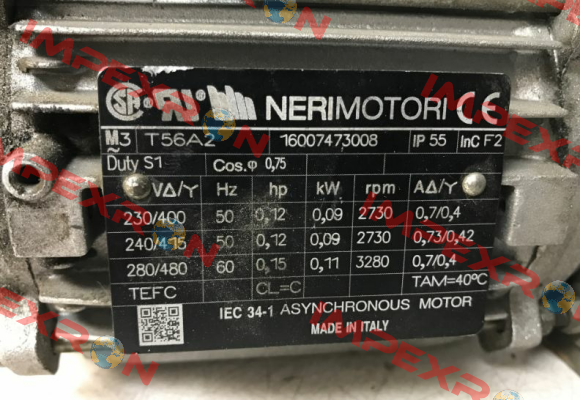 IMPEXRON
NERIMOTORI CE
M3~ T56A2 16007473008 IP 55 InC F2
Duty S1 Cos.φ 0,75
VΔ/Y Hz hp kW rpm AΔ/Y
230/400 50 0,12 0,09 2730 0,7/0,4
240/415 50 0,12 0,09 2730 0,73/0,42
280/480 60 0,15 0,11 3280 0,7/0,4
TEFC CL=C TAM=40ºC
IEC 34-1 ASYNCHRONOUS MOTOR
MADE IN ITALY